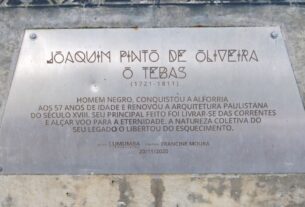 JOAQUIM PINTO DE OLIVEIRA
O TEBAS
(1721-1811)
HOMEM NEGRO, CONQUISTOU A ALFORRIA
AOS 57 ANOS DE IDADE E RENOVOU A ARQUITETURA PAULISTANA
DO SÉCULO XVIII. SEU PRINCIPAL FEITO FOI LIVRAR-SE DAS CORRENTES
E ALÇAR VOO PARA A ETERNIDADE. A NATUREZA COLETIVA DO
SEU LEGADO O LIBERTOU DO ESQUECIMENTO.
LUMUMBA FRANCINE MOURA
20/11/2020